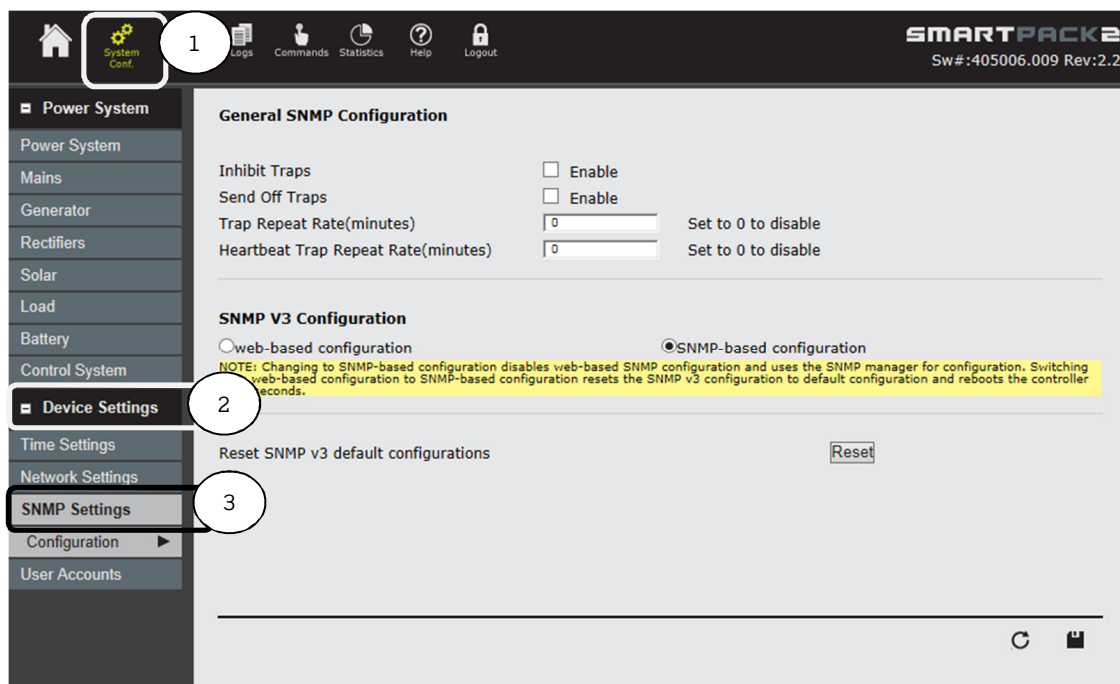 System
Conf.
1
Logs
Commands
Statistics
Help
Logout
SMARTPACK2
Sw#:405006.009 Rev:2.2
Power System
Power System
Mains
Generator
Rectifiers
Solar
Load
Battery
Control System
Device Settings
2
Time Settings
Network Settings
SNMP Settings
3
Configuration
User Accounts
General SNMP Configuration
Inhibit Traps Enable
Send Off Traps Enable
Trap Repeat Rate(minutes) 0 Set to 0 to disable
Heartbeat Trap Repeat Rate(minutes) 0 Set to 0 to disable
SNMP V3 Configuration
web-based configuration SNMP-based configuration
NOTE: Changing to SNMP-based configuration disables web-based SNMP configuration and uses the SNMP manager for configuration. Switching
web-based configuration to SNMP-based configuration resets the SNMP v3 configuration to default configuration and reboots the controller
seconds.
Reset SNMP v3 default configurations Reset